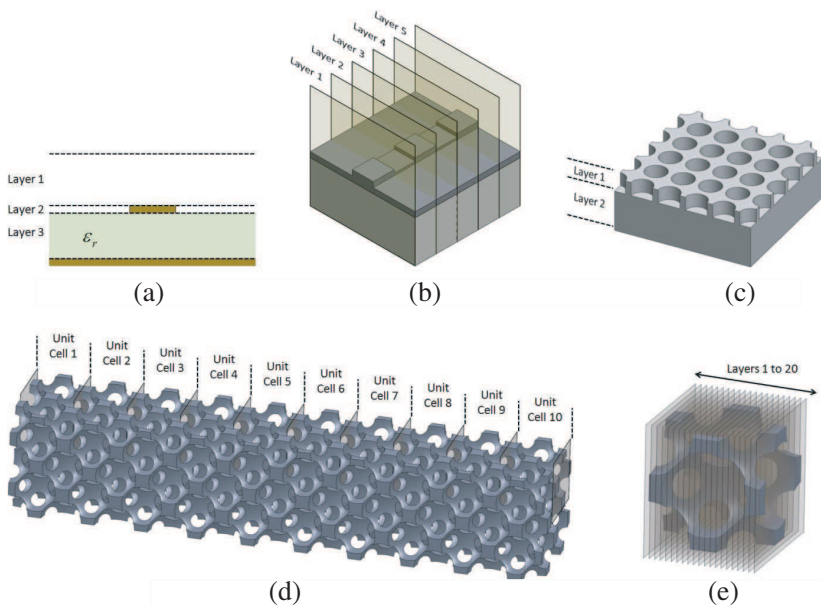 Layer 1
Layer 2
Layer 3
εr
(a)
Layer 1
Layer 2
Layer 3
Layer 4
Layer 5
(b)
Layer 1
Layer 2
(c)
Unit
Cell 1
Unit
Cell 2
Unit
Cell 3
Unit
Cell 4
Unit
Cell 5
Unit
Cell 6
Unit
Cell 7
Unit
Cell 8
Unit
Cell 9
Unit
Cell 10
(d)
Layers 1 to 20
(e)